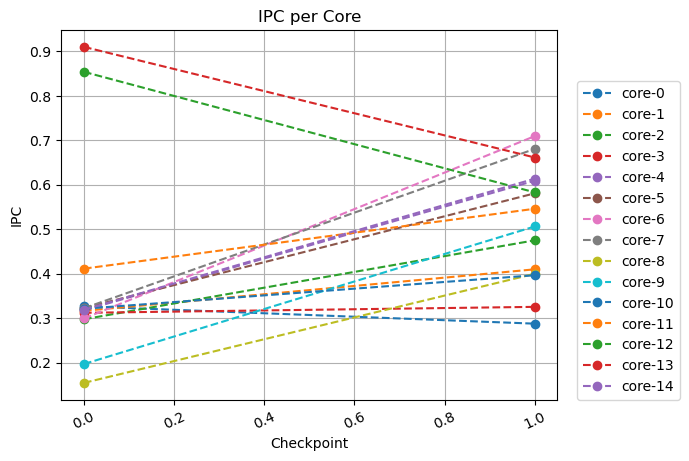 IPC per Core
IPC
0.9
0.8
0.7
0.6
0.5
0.4
0.3
0.2
0.0
0.2
0.4
0.6
0.8
1.0
Checkpoint
core-0
core-1
core-2
core-3
core-4
core-5
core-6
core-7
core-8
core-9
core-10
core-11
core-12
core-13
core-14